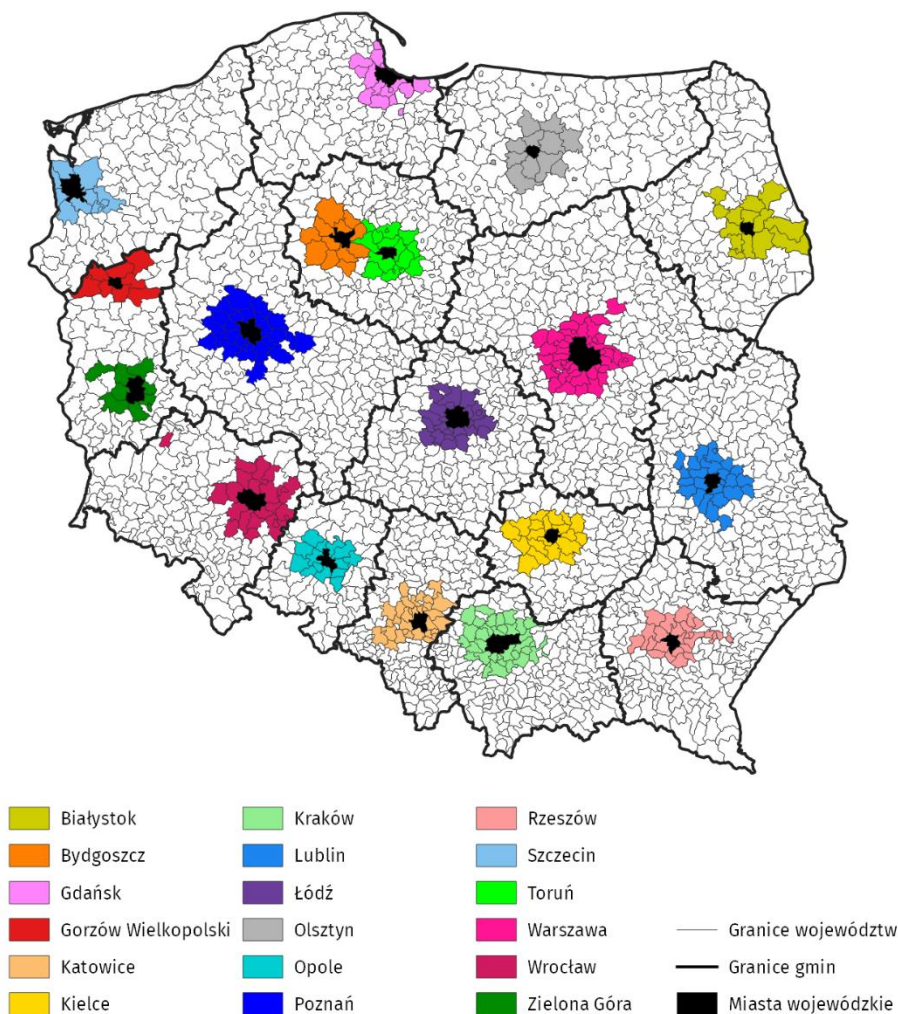 Białystok
Bydgoszcz
Gdańsk
Gorzów Wielkopolski
Katowice
Kielce
Kraków
Lublin
Łódź
Olsztyn
Opole
Poznań
Rzeszów
Szczecin
Toruń
Warszawa
Wrocław
Zielona Góra
Granice województw
Granice gmin
Miasta wojewódzkie